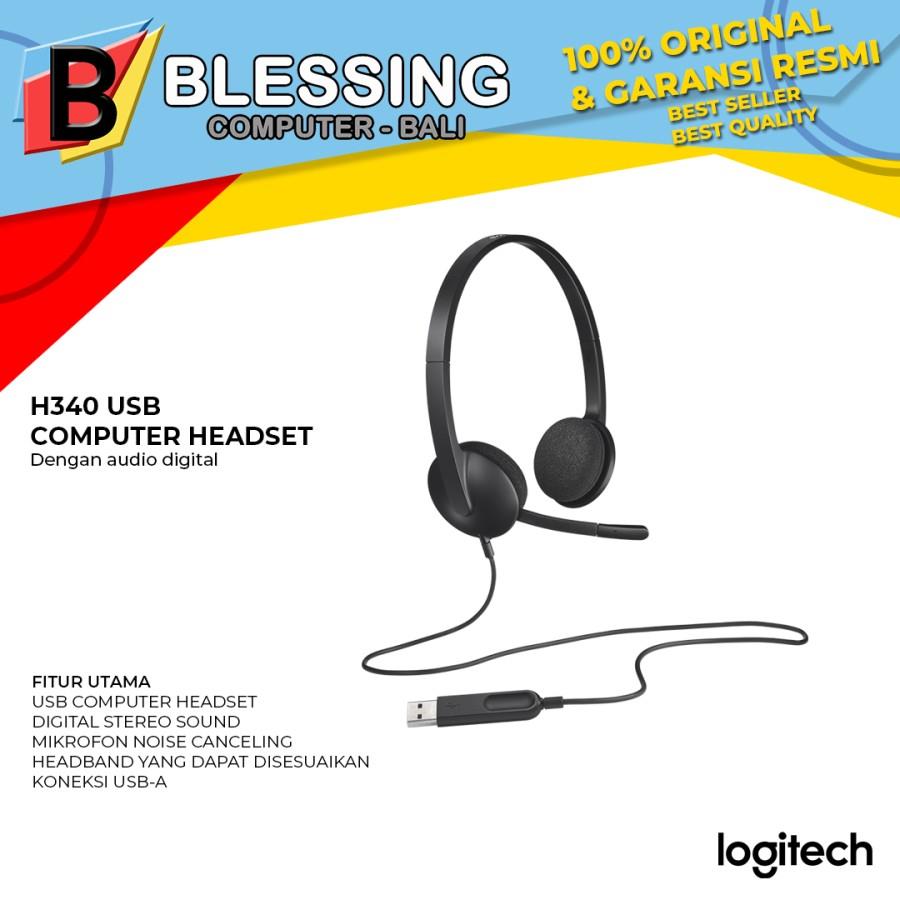 B
BLESSING
COMPUTER - BALI
100% ORIGINAL
& GARANSI RESMI
BEST SELLER
BEST QUALITY
H340 USB
COMPUTER HEADSET
Dengan audio digital
FITUR UTAMA
USB COMPUTER HEADSET
DIGITAL STEREO SOUND
MIKROFON NOISE CANCELING
HEADBAND YANG DAPAT DISESUAIKAN
KONEKSI USB-A
logitech